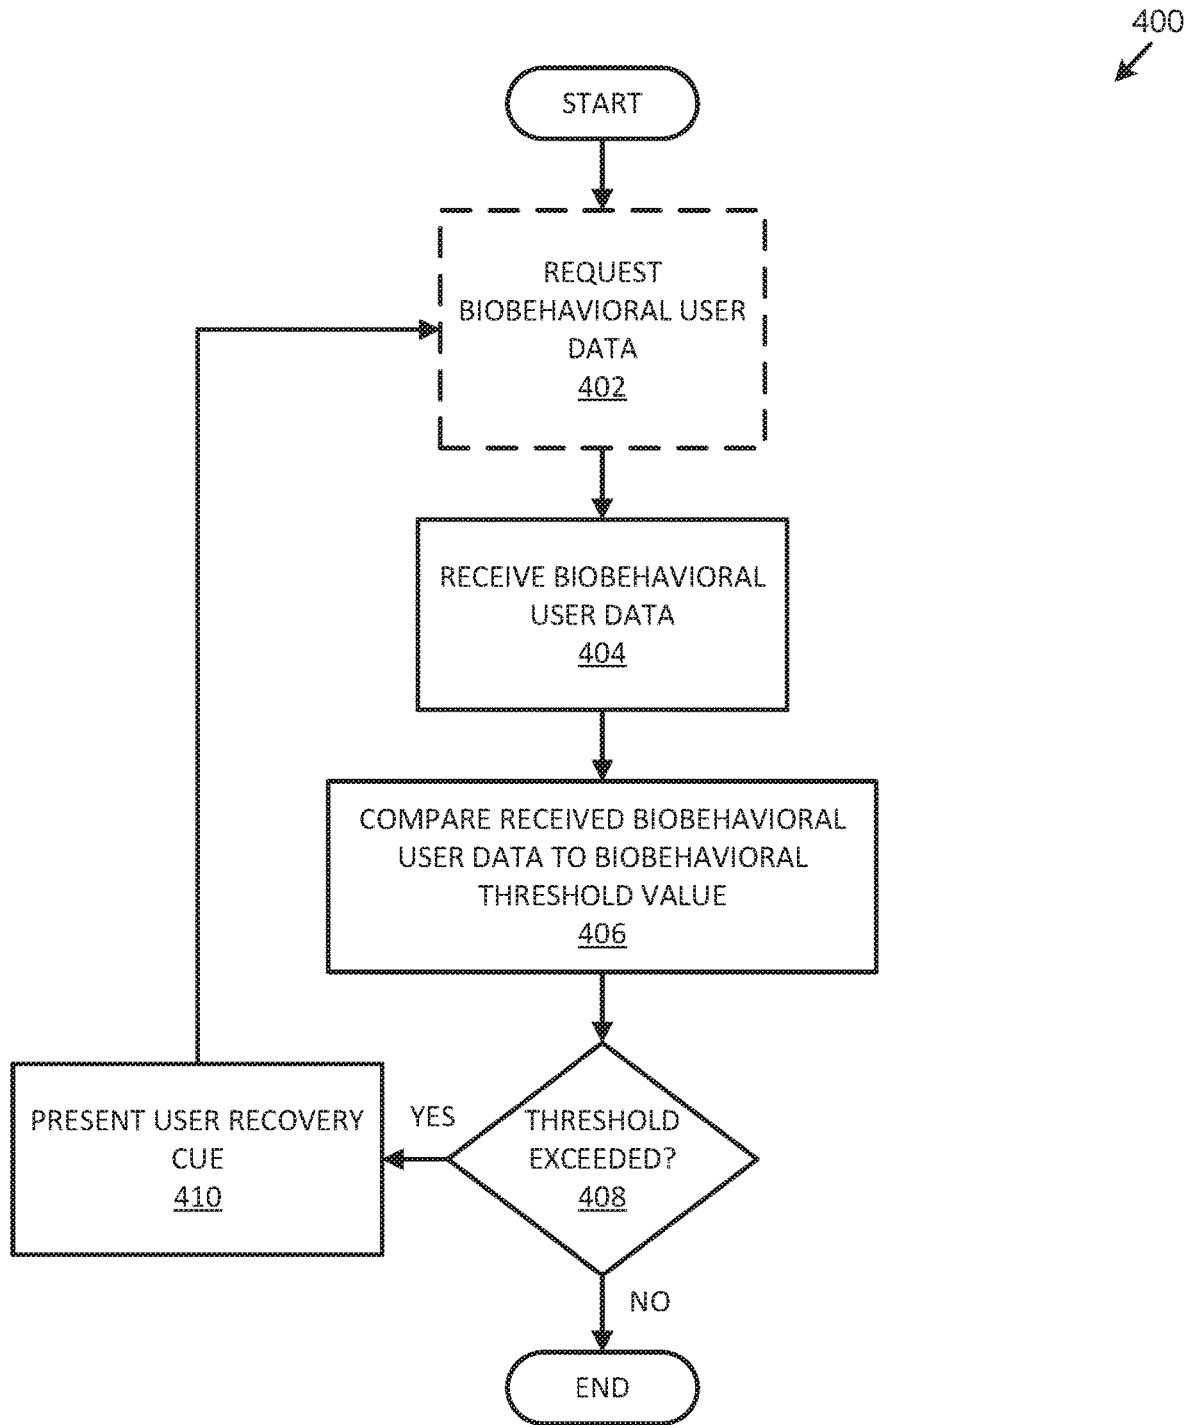 400
START
REQUEST
BIOBEHAVIORAL USER
DATA
402
RECEIVE BIOBEHAVIORAL
USER DATA
404
COMPARE RECEIVED BIOBEHAVIORAL
USER DATA TO BIOBEHAVIORAL
THRESHOLD VALUE
406
THRESHOLD
EXCEEDED?
408
YES
PRESENT USER RECOVERY
CUE
410
NO
END